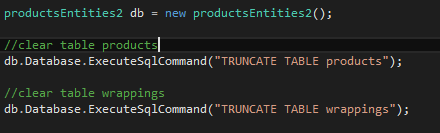 productsEntities2 db = new productsEntities2();
//clear table products
db.Database.ExecuteSqlCommand("TRUNCATE TABLE products");
//clear table wrappings
db.Database.ExecuteSqlCommand("TRUNCATE TABLE wrappings");